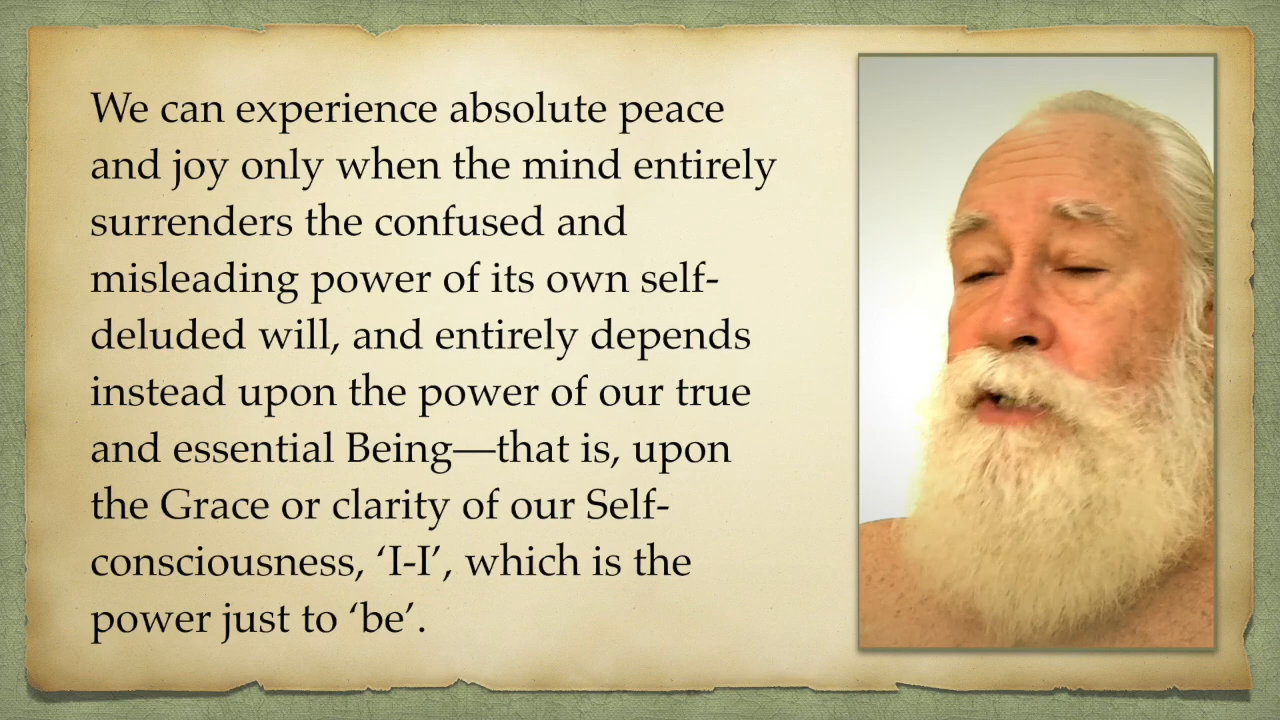 We can experience absolute peace
and joy only when the mind entirely
surrenders the confused and
misleading power of its own self-
deluded will, and entirely depends
instead upon the power of our true
and essential Being—that is, upon
the Grace or clarity of our Self-
consciousness, ‘I-I’, which is the
power just to ‘be’.